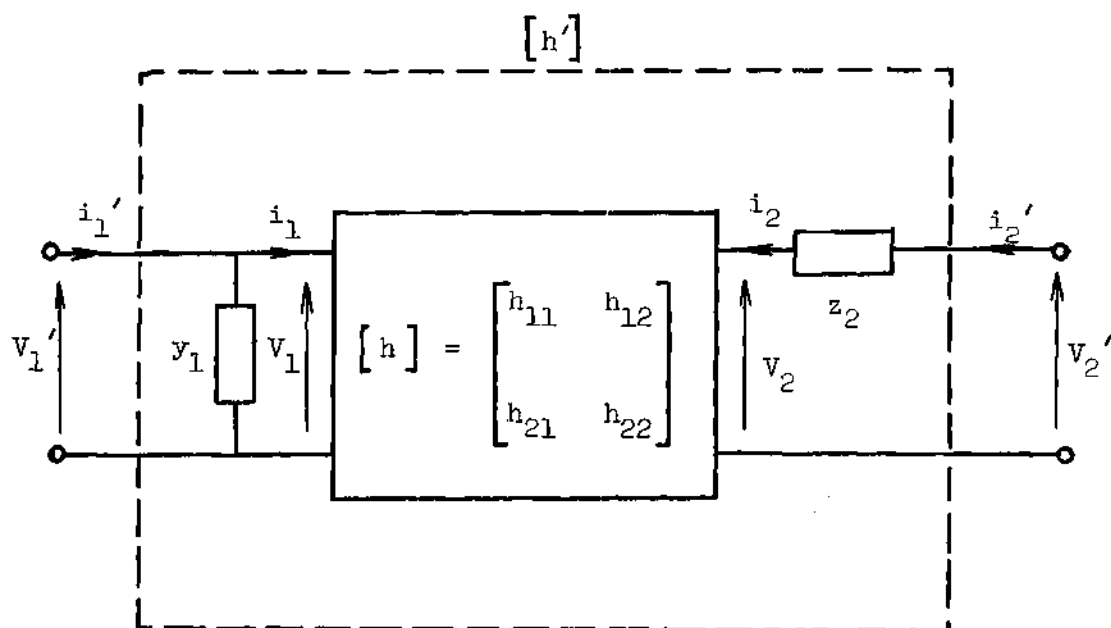 [h′]
i₁′ i₁ i₂ i₂′
z₂
V₁′ y₁ V₁ [h] = [h₁₁ h₁₂
h₂₁ h₂₂] V₂ V₂′